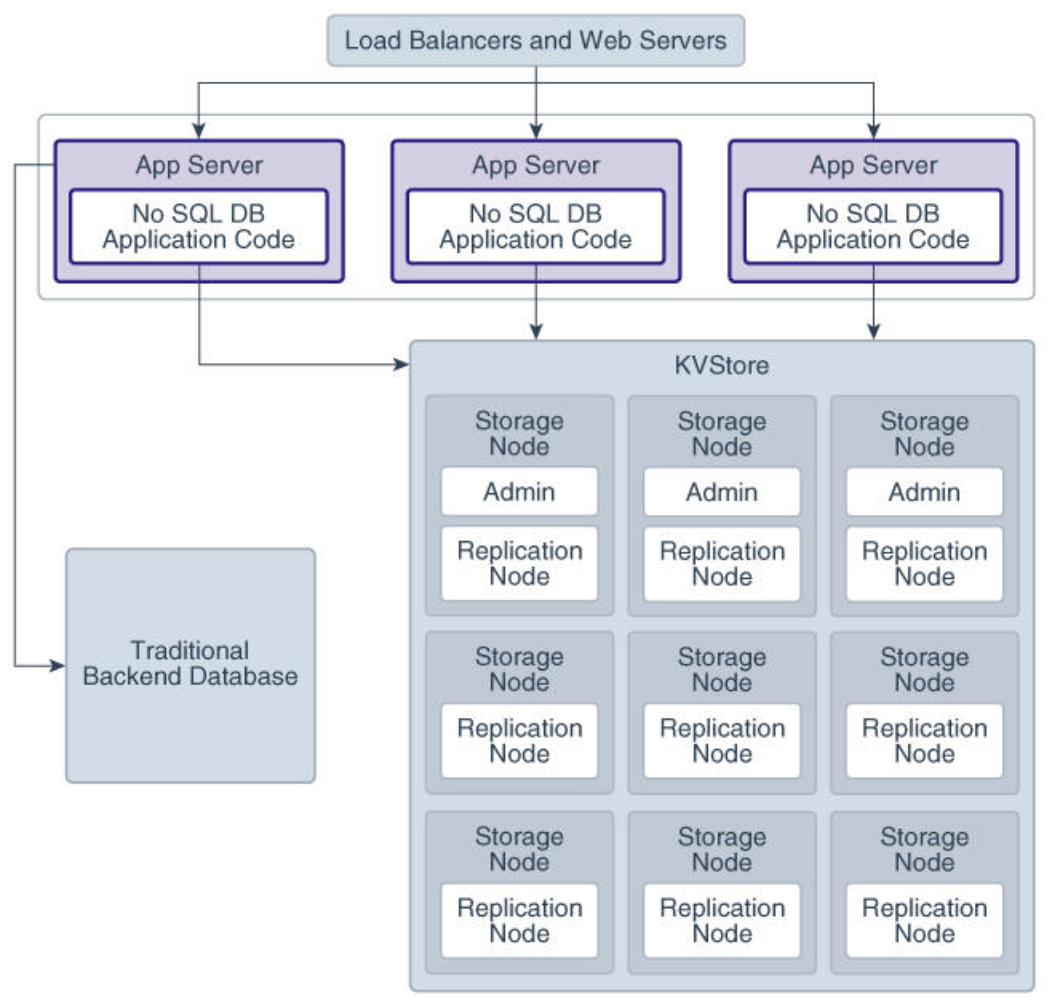 Load Balancers and Web Servers
App Server
No SQL DB
Application Code
App Server
No SQL DB
Application Code
App Server
No SQL DB
Application Code
KVStore
Storage
Node
Admin
Replication
Node
Storage
Node
Admin
Replication
Node
Storage
Node
Admin
Replication
Node
Traditional
Backend Database
Storage
Node
Replication
Node
Storage
Node
Replication
Node
Storage
Node
Replication
Node
Storage
Node
Replication
Node
Storage
Node
Replication
Node
Storage
Node
Replication
Node